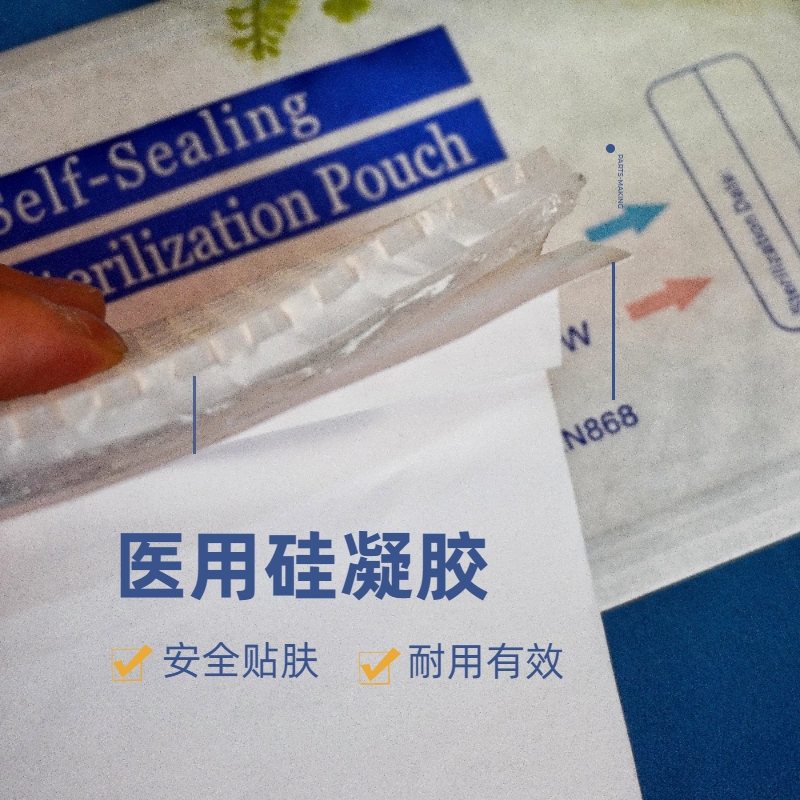 Self-Sealing
Sterilization Pouch
PARTS-MAKING
Sterilization Date:
W
EN868
医用硅凝胶
安全贴肤
耐用有效